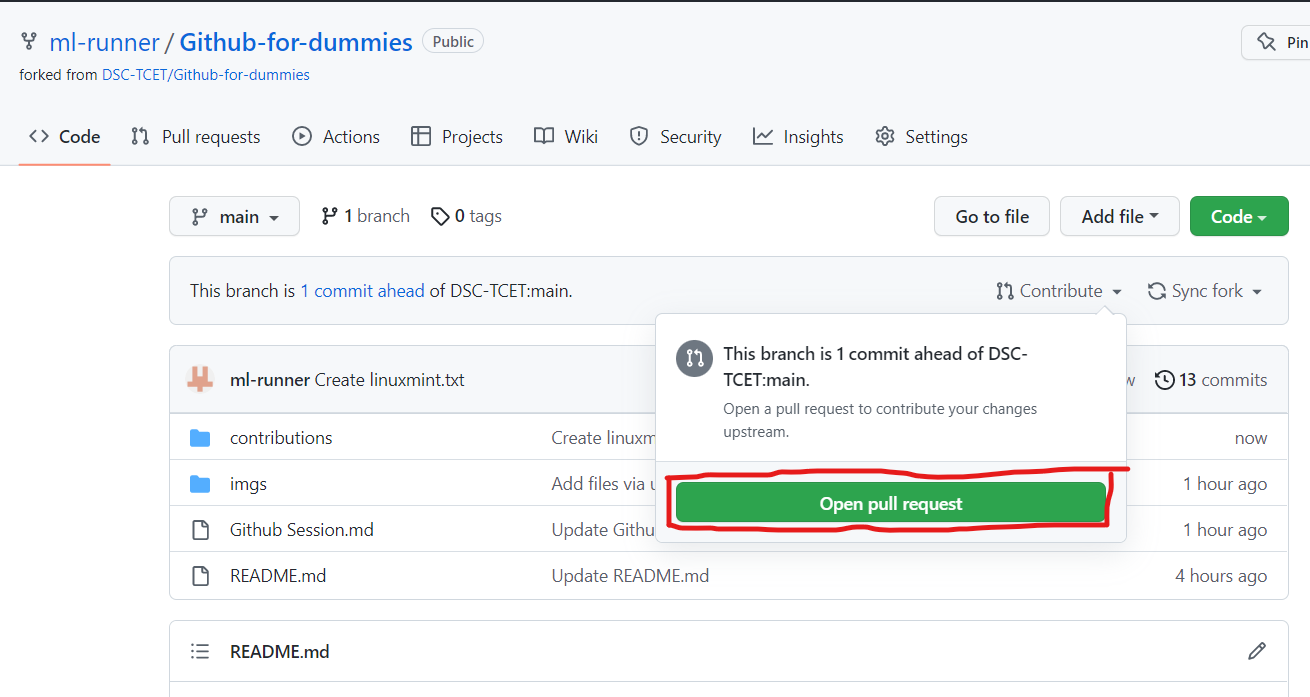 ml-runner / Github-for-dummies Public
Pin
forked from DSC-TCET/Github-for-dummies
Code Pull requests Actions Projects Wiki Security Insights Settings
main 1 branch 0 tags Go to file Add file Code
This branch is 1 commit ahead of DSC-TCET:main. Contribute Sync fork
This branch is 1 commit ahead of DSC-
TCET:main.
Open a pull request to contribute your changes
upstream.
Open pull request
ml-runner Create linuxmint.txt 13 commits
contributions Create linuxm now
imgs Add files via 1 hour ago
Github Session.md Update Githu 1 hour ago
README.md Update README.md 4 hours ago
README.md